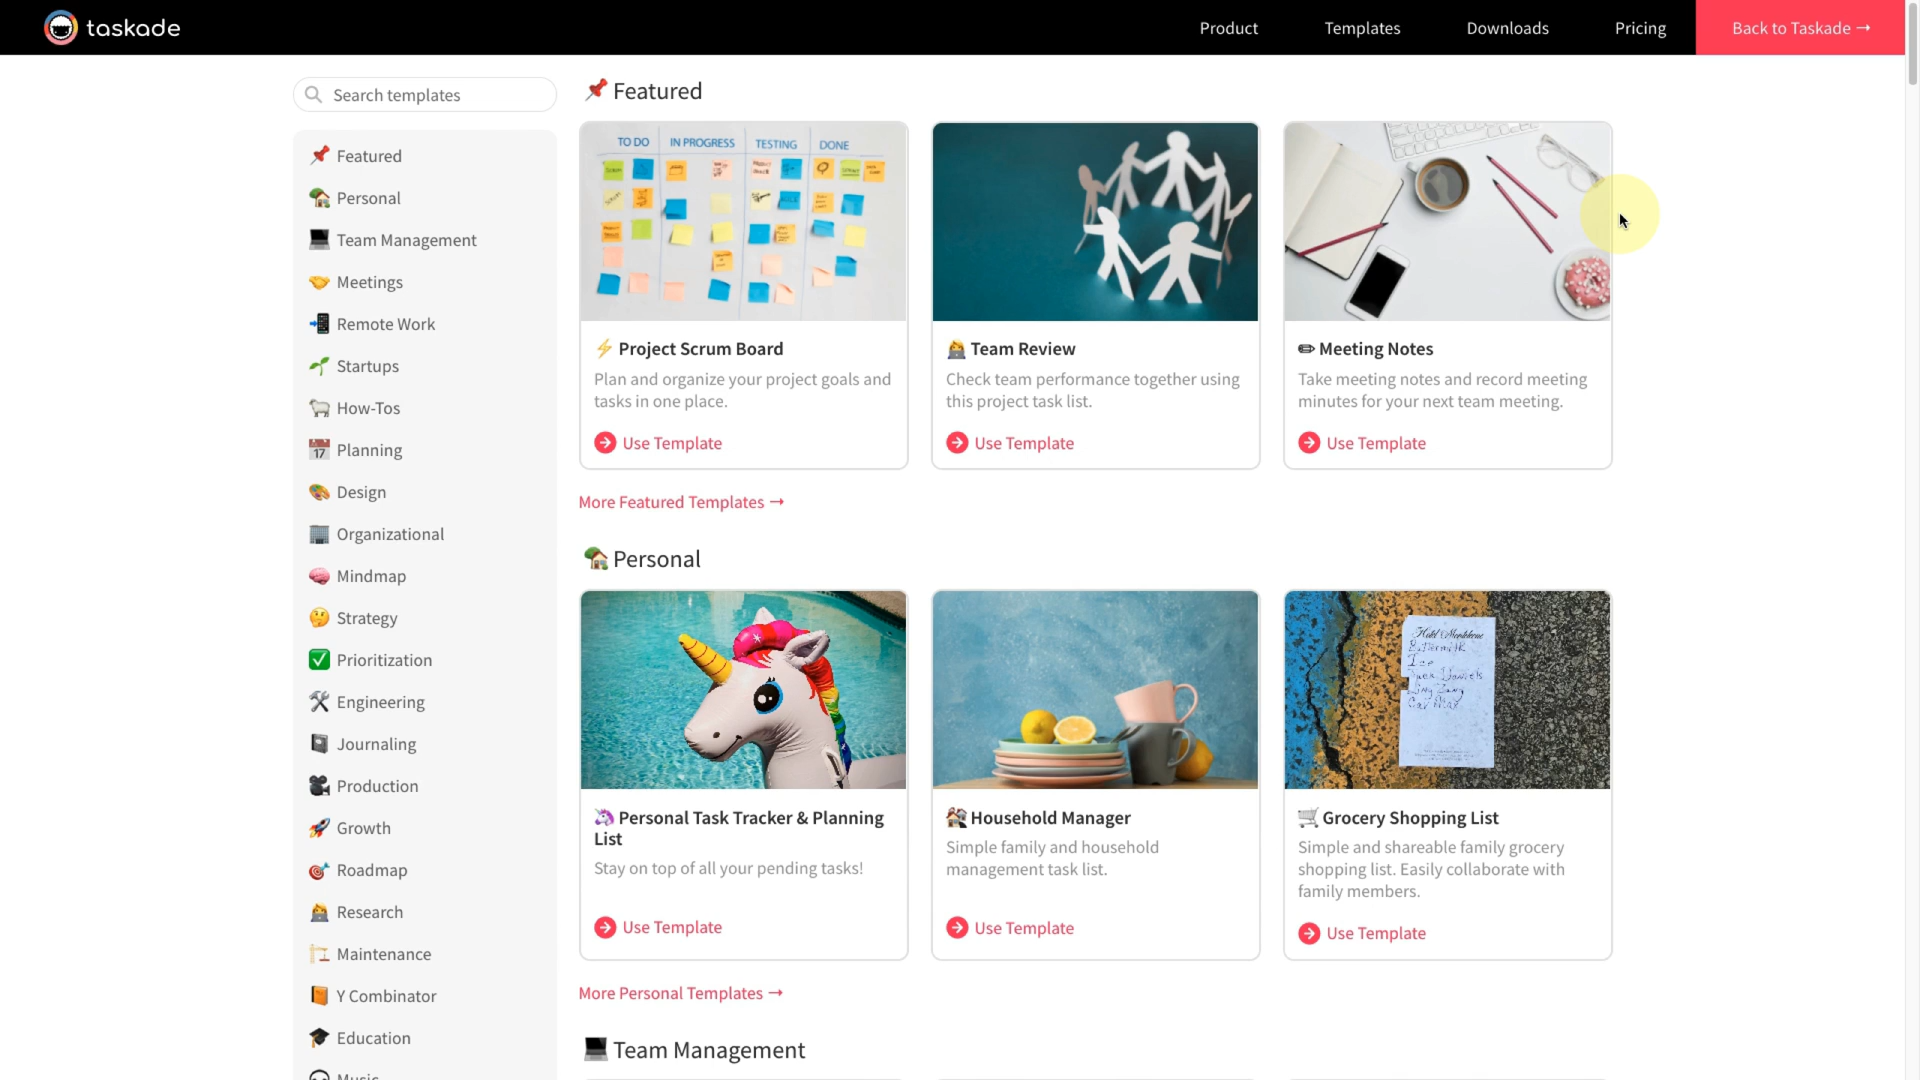 taskade
Product
Templates
Downloads
Pricing
Back to Taskade →
Search templates
Featured
Personal
Team Management
Meetings
Remote Work
Startups
How-Tos
17
Planning
Design
Organizational
Mindmap
Strategy
Prioritization
Engineering
Journaling
Production
Growth
Roadmap
Research
Maintenance
Y Combinator
Education
Music
Featured
TO DO
IN PROGRESS
TESTING
DONE
Project Scrum Board
Plan and organize your project goals and
tasks in one place.
Use Template
Team Review
Check team performance together using
this project task list.
Use Template
Meeting Notes
Take meeting notes and record meeting
minutes for your next team meeting.
Use Template
More Featured Templates →
Personal
Personal Task Tracker & Planning
List
Stay on top of all your pending tasks!
Use Template
Household Manager
Simple family and household
management task list.
Use Template
Hotel Monteleone
Buttermilk
Ice
Grocery Shopping List
Simple and shareable family grocery
shopping list. Easily collaborate with
family members.
Use Template
More Personal Templates →
Team Management